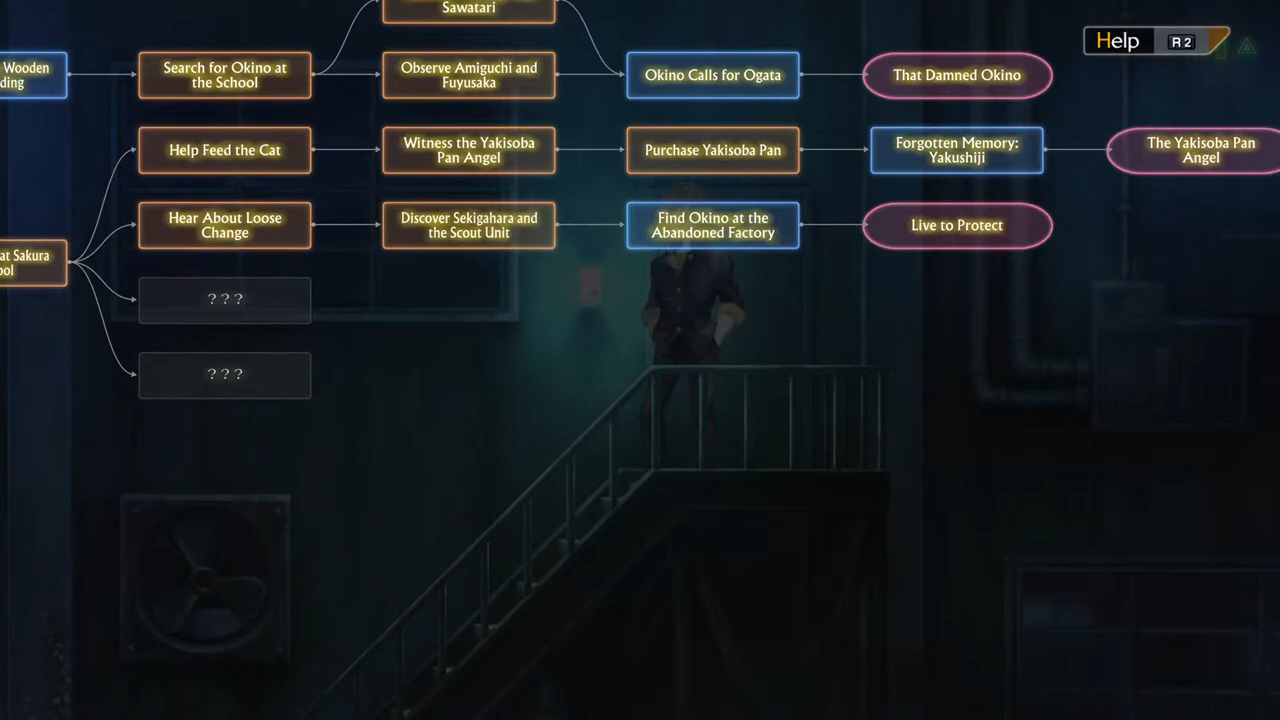 Sawatari
Help R2
Wooden
ding
Search for Okino at
the School
Observe Amiguchi and
Fuyusaka
Okino Calls for Ogata
That Damned Okino
Help Feed the Cat
Witness the Yakisoba
Pan Angel
Purchase Yakisoba Pan
Forgotten Memory:
Yakushiji
The Yakisoba Pan
Angel
at Sakura
ool
Hear About Loose
Change
Discover Sekigahara and
the Scout Unit
Find Okino at the
Abandoned Factory
Live to Protect
???
???